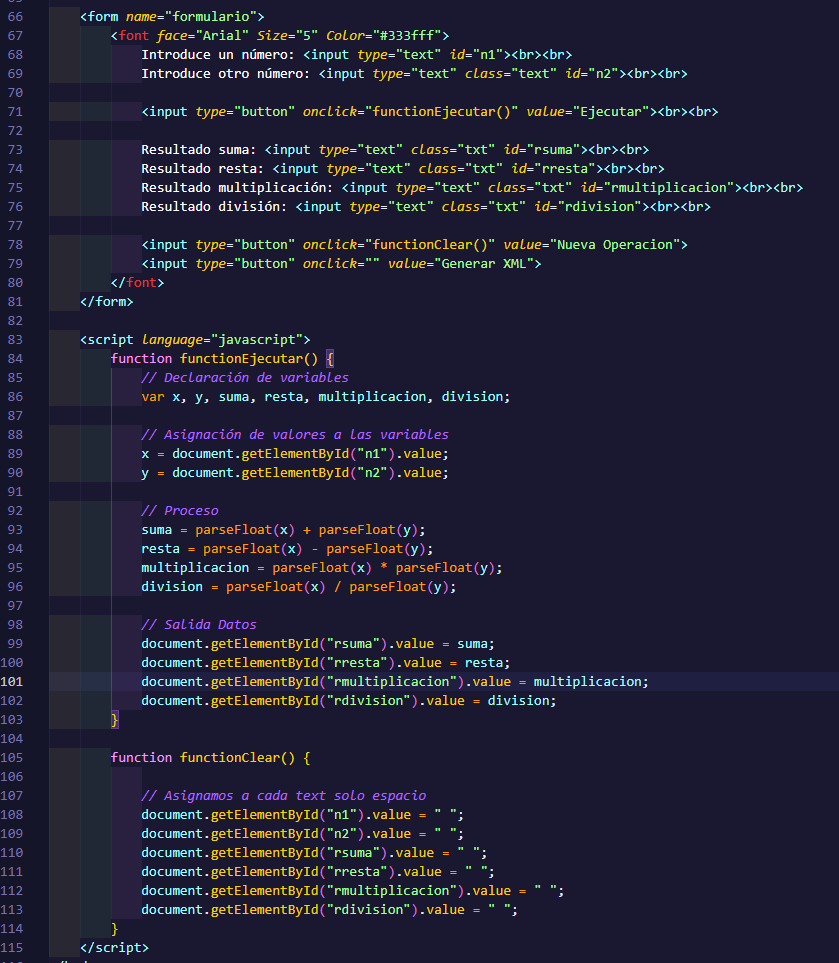 66 <form name="formulario">
67 <font face="Arial" Size="5" Color="#333fff">
68 Introduce un número: <input type="text" id="n1"><br><br>
69 Introduce otro número: <input type="text" class="text" id="n2"><br><br>
70
71 <input type="button" onclick="functionEjecutar()" value="Ejecutar"><br><br>
72
73 Resultado suma: <input type="text" class="txt" id="rsuma"><br><br>
74 Resultado resta: <input type="text" class="txt" id="rresta"><br><br>
75 Resultado multiplicación: <input type="text" class="txt" id="rmultiplicacion"><br><br>
76 Resultado división: <input type="text" class="txt" id="rdivision"><br><br>
77
78 <input type="button" onclick="functionClear()" value="Nueva Operacion">
79 <input type="button" onclick="" value="Generar XML">
80 </font>
81 </form>
82
83 <script language="javascript">
84 function functionEjecutar() {
85 // Declaración de variables
86 var x, y, suma, resta, multiplicacion, division;
87
88 // Asignación de valores a las variables
89 x = document.getElementById("n1").value;
90 y = document.getElementById("n2").value;
91
92 // Proceso
93 suma = parseFloat(x) + parseFloat(y);
94 resta = parseFloat(x) - parseFloat(y);
95 multiplicacion = parseFloat(x) * parseFloat(y);
96 division = parseFloat(x) / parseFloat(y);
97
98 // Salida Datos
99 document.getElementById("rsuma").value = suma;
100 document.getElementById("rresta").value = resta;
101 document.getElementById("rmultiplicacion").value = multiplicacion;
102 document.getElementById("rdivision").value = division;
103 }
104
105 function functionClear() {
106
107 // Asignamos a cada text solo espacio
108 document.getElementById("n1").value = " ";
109 document.getElementById("n2").value = " ";
110 document.getElementById("rsuma").value = " ";
111 document.getElementById("rresta").value = " ";
112 document.getElementById("rmultiplicacion").value = " ";
113 document.getElementById("rdivision").value = " ";
114 }
115 </script>